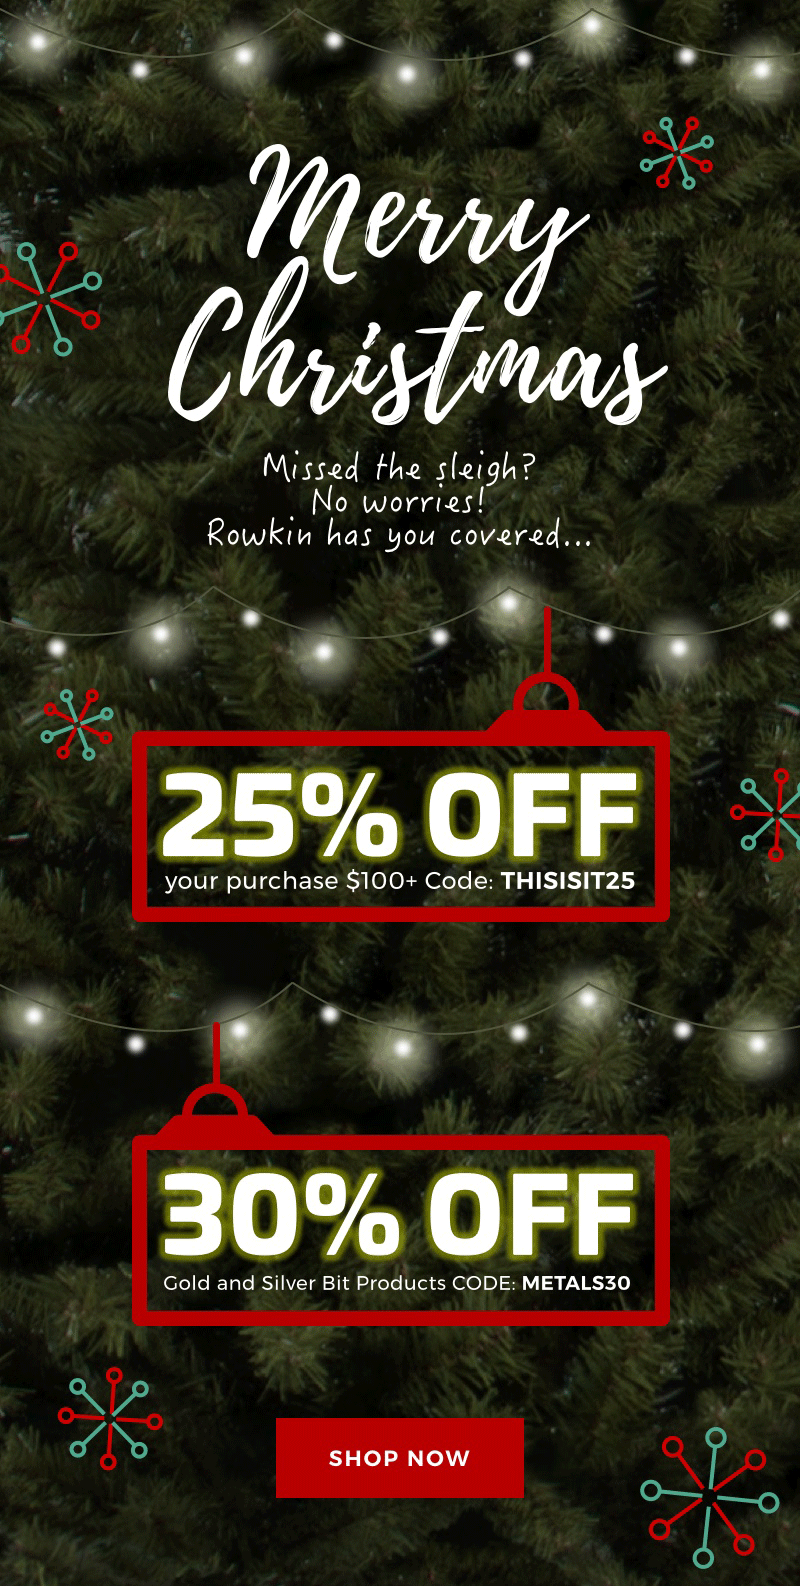 Merry
Christmas
Missed the sleigh?
No worries!
Rowkin has you covered...
25% OFF
your purchase $100+ Code: THISISIT25
30% OFF
Gold and Silver Bit Products CODE: METALS30
SHOP NOW